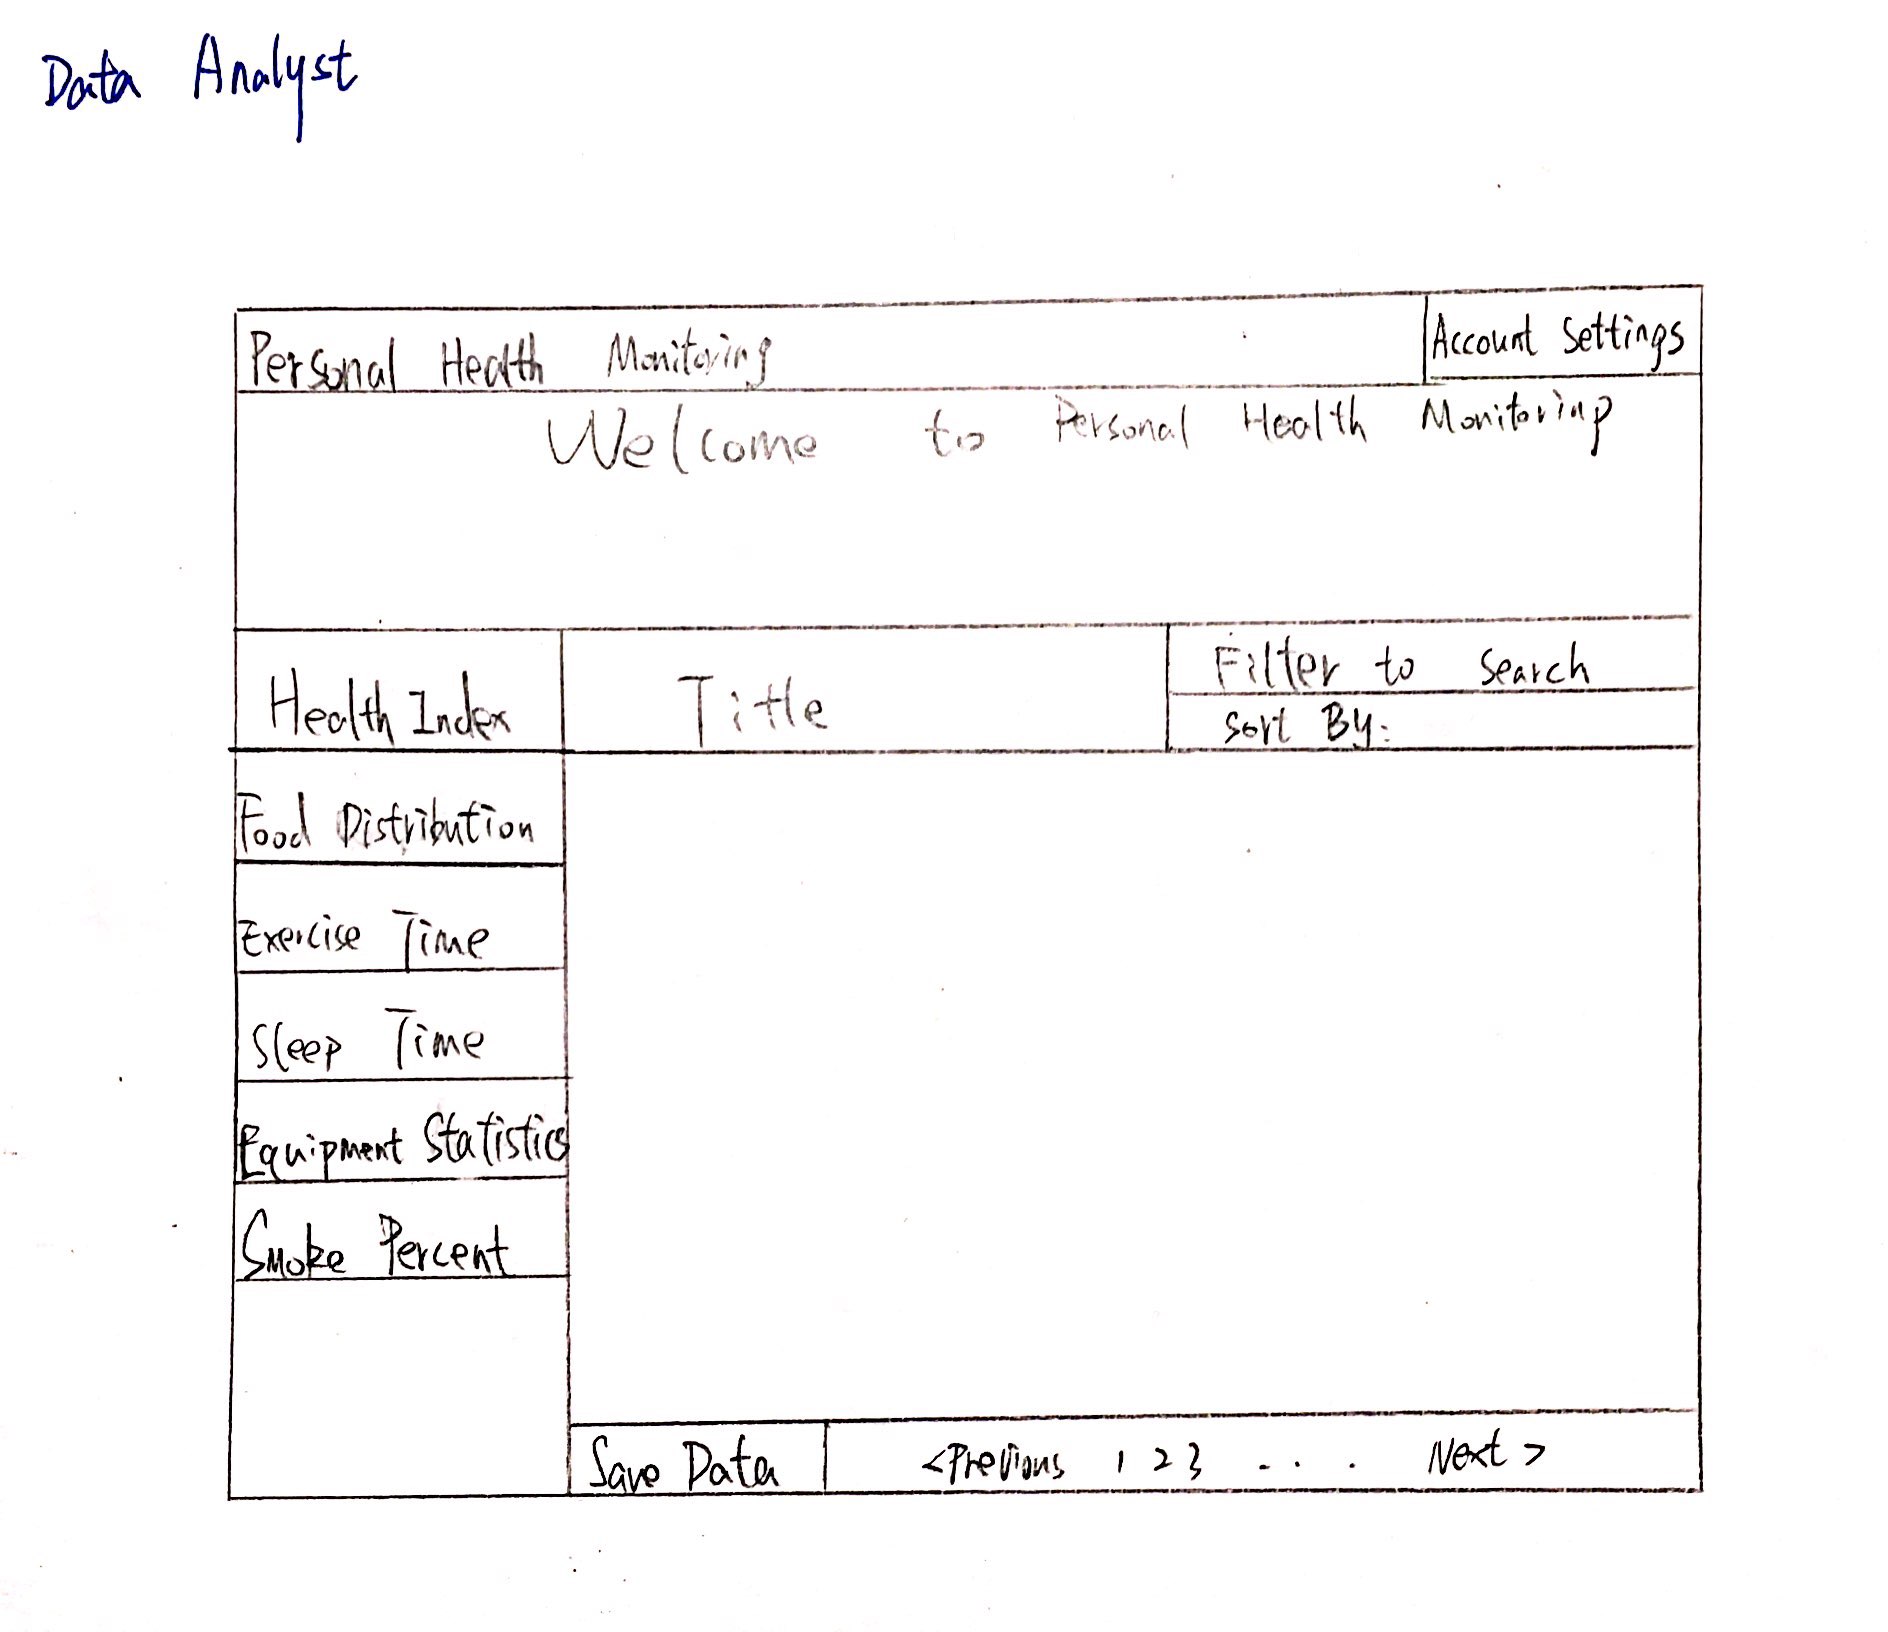 Data Analyst
Personal Health Monitoring
Account Settings
Welcome to Personal Health Monitoring
Health Index
Title
Filter to Search
Sort By:
Food Distribution
Exercise Time
Sleep Time
Equipment Statistics
Smoke Percent
Save Data
<Previous 1 2 3 .... Next >